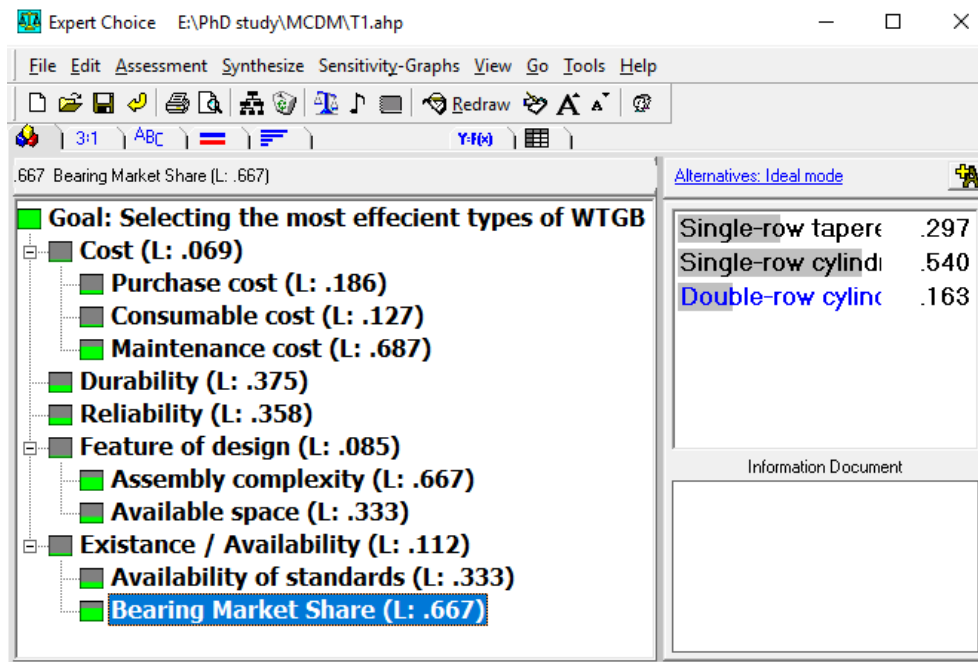 Expert Choice E:\PhD study\MCDM\T1.ahp
File Edit Assessment Synthesize Sensitivity-Graphs View Go Tools Help
Redraw A A
3:1 ABC Y=F(x)
.667 Bearing Market Share (L: .667)
Alternatives: Ideal mode
Goal: Selecting the most effecient types of WTGB
Cost (L: .069)
Purchase cost (L: .186)
Consumable cost (L: .127)
Maintenance cost (L: .687)
Durability (L: .375)
Reliability (L: .358)
Feature of design (L: .085)
Assembly complexity (L: .667)
Available space (L: .333)
Existance / Availability (L: .112)
Availability of standards (L: .333)
Bearing Market Share (L: .667)
Single-row tapere .297
Single-row cylindr .540
Double-row cylinc .163
Information Document